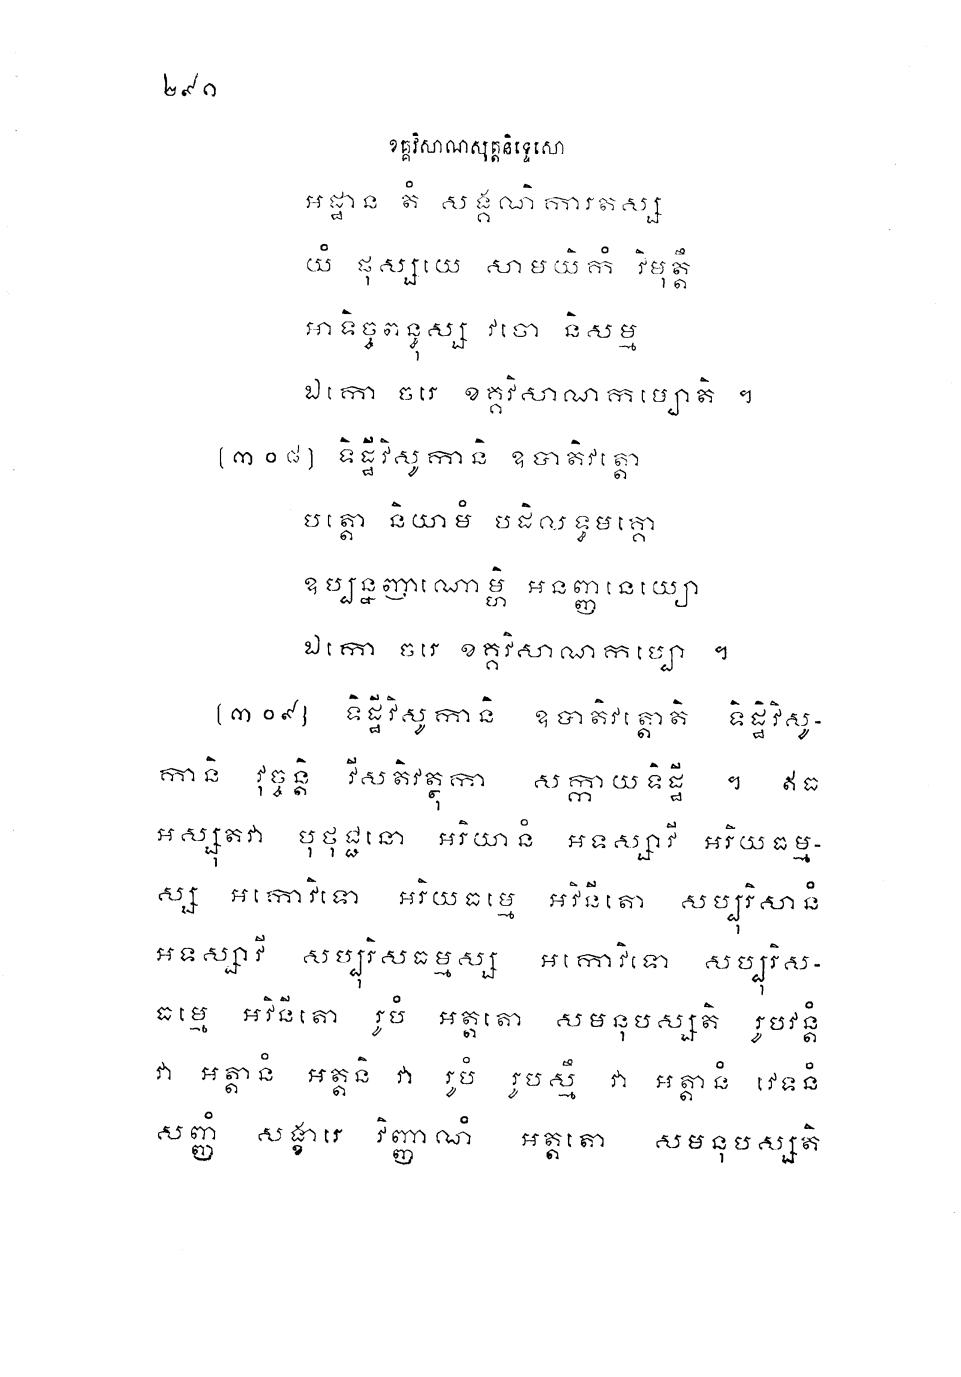 ២៩១
ខគ្គវិសាណសុត្តនិទ្ទេសោ
អដ្ឋាន តំ សង្គណិការតស្ស
យំ ផុស្សយេ សាមយិកំ វិមុត្តឹ
អាទិច្ចពន្ធុស្ស វចោ និសម្ម
ឯកោ ចរេ ខគ្គវិសាណកប្បោតិ ។
(៣០៨) ទិដ្ឋីវិសូកានិ ឧបាតិវត្តោ
បត្តោ និយាមំ បដិលទ្ធមគ្គោ
ឧប្បន្នញាណោម្ហិ អនញ្ញនេយ្យោ
ឯកោ ចរេ ខគ្គវិសាណកប្បោ ។
(៣០៩) ទិដ្ឋីវិសូកានិ ឧបាតិវត្តោតិ ទិដ្ឋិវិសូ-
កានិ វុច្ចន្តិ វីសតិវត្ថុកា សក្កាយទិដ្ឋី ។ ឥធ
អស្សុតវា បុថុជ្ជនោ អរិយានំ អទស្សាវី អរិយធម្ម-
ស្ស អកោវិទោ អរិយធម្មេ អវិនីតោ សប្បុរិសានំ
អទស្សាវី សប្បុរិសធម្មស្ស អកោវិទោ សប្បុរិស-
ធម្មេ អវិនីតោ រូបំ អត្តតោ សមនុបស្សតិ រូបវន្តំ
វា អត្តានំ អត្តនិ វា រូបំ រូបស្មឹ វា អត្តានំ វេទនំ
សញ្ញំ សង្ខារេ វិញ្ញាណំ អត្តតោ សមនុបស្សតិ